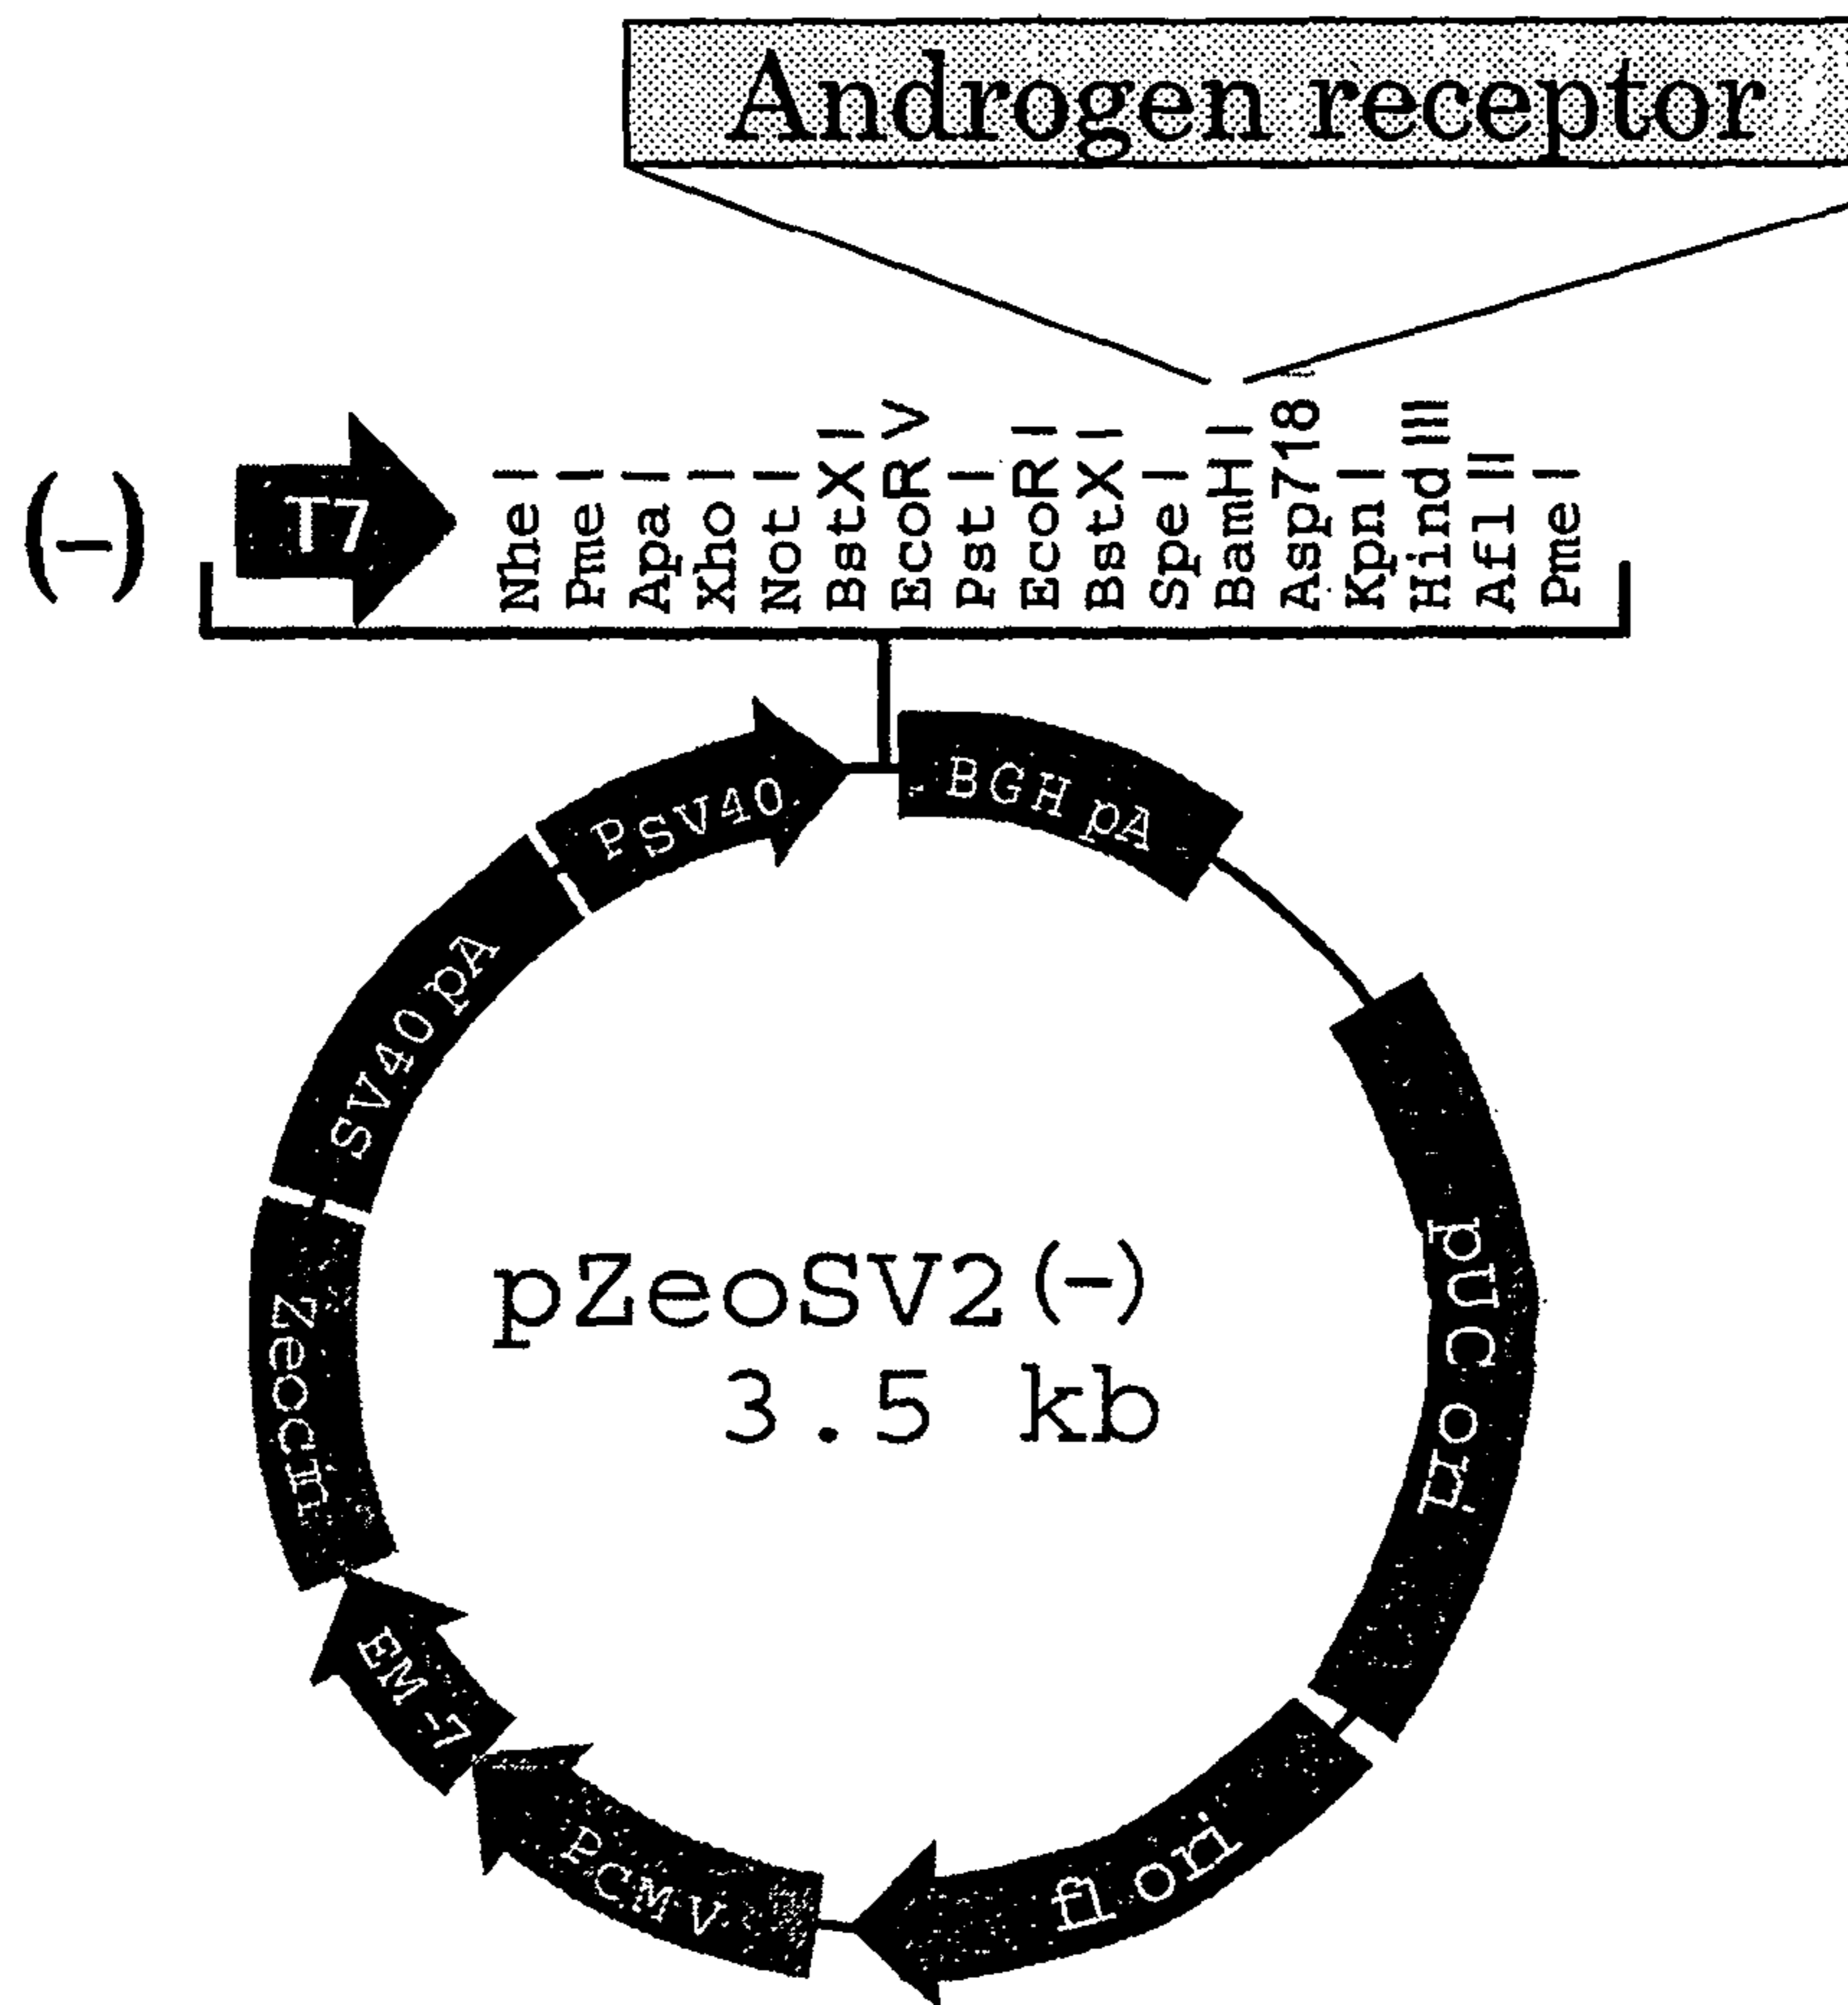 Androgen receptor
(-)
T7
Nhe I
Pme I
Apa I
Xho I
Not I
BstX I
EcoR V
Pst I
EcoR I
BstX I
Spe I
BamH I
Asp718 I
Kpn I
Hind III
Afl II
Pme I
PSV40
BGH pA
SV40 pA
pUC ori
Zeocin
EM-7
PCMV
f1 ori
pZeoSV2(-)
3.5 kb